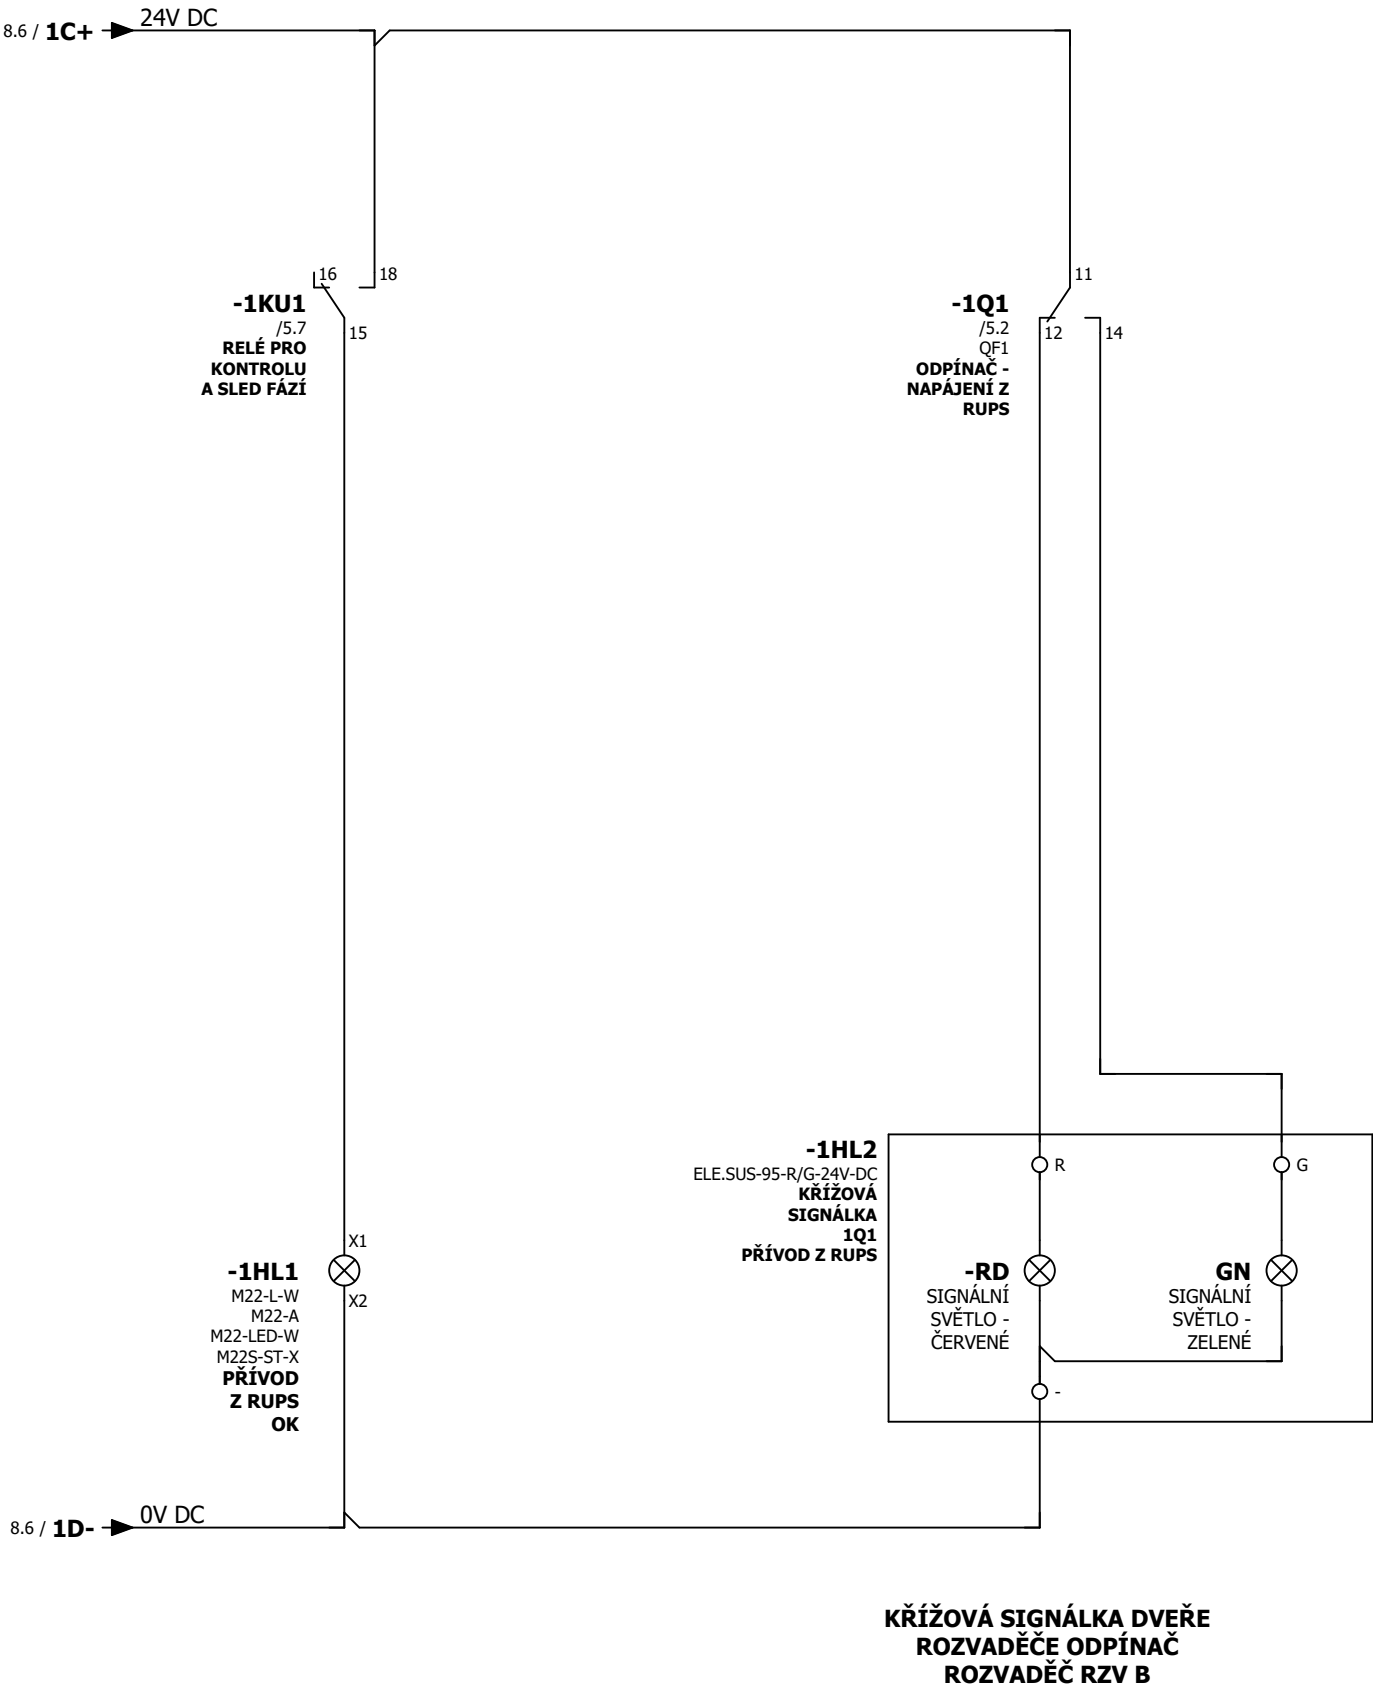 8.6 / 1C+
24V DC
16
18
-1KU1
/5.7
15
RELÉ PRO
KONTROLU
A SLED FÁZÍ
11
-1Q1
/5.2
12
14
QF1
ODPÍNAČ -
NAPÁJENÍ Z
RUPS
-1HL2
ELE.SUS-95-R/G-24V-DC
KŘÍŽOVÁ
SIGNÁLKA
1Q1
PŘÍVOD Z RUPS
R
G
X1
-1HL1
M22-L-W
X2
M22-A
M22-LED-W
M22S-ST-X
PŘÍVOD
Z RUPS
OK
-RD
SIGNÁLNÍ
SVĚTLO -
ČERVENÉ
GN
SIGNÁLNÍ
SVĚTLO -
ZELENÉ
-
8.6 / 1D-
0V DC
KŘÍŽOVÁ SIGNÁLKA DVEŘE
ROZVADĚČE ODPÍNAČ
ROZVADĚČ RZV B